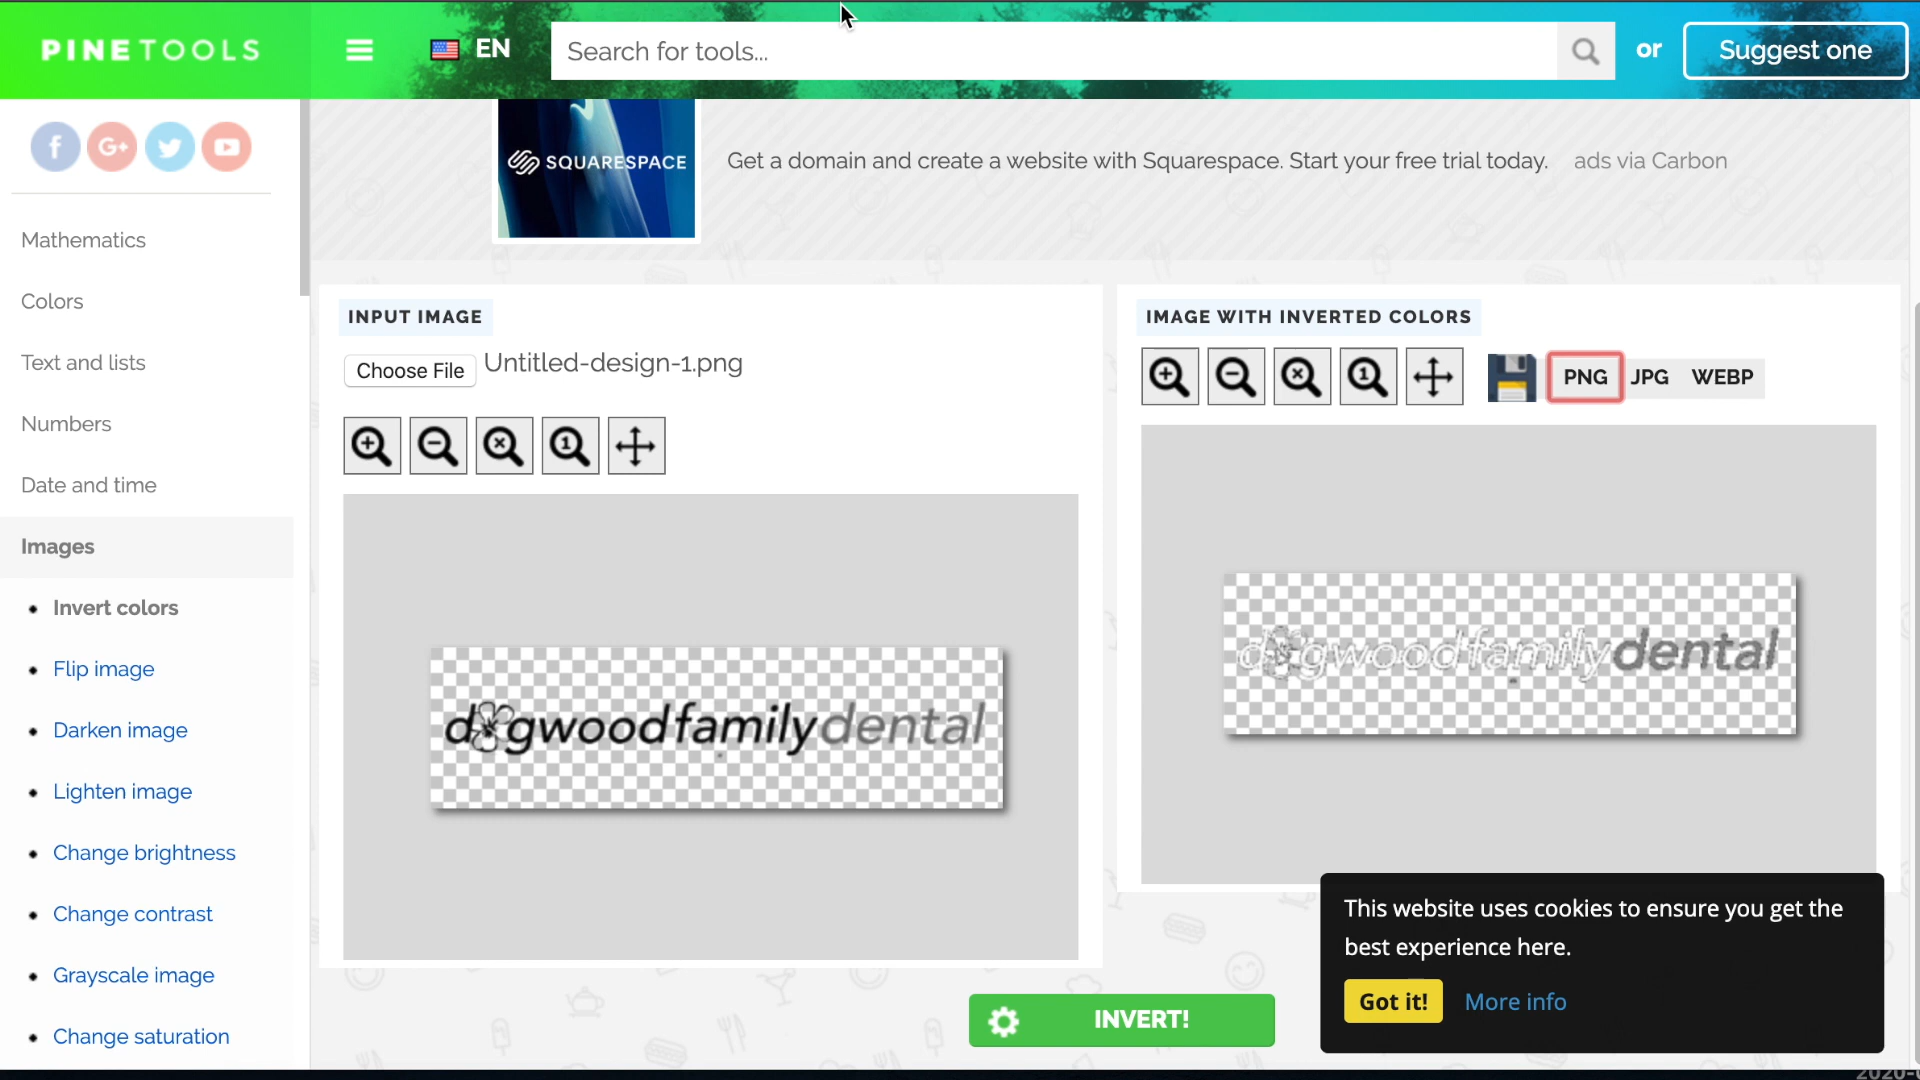 PINETOOLS
EN
Search for tools...
or
Suggest one
f
G+
SQUARESPACE
Get a domain and create a website with Squarespace. Start your free trial today.
ads via Carbon
Mathematics
Colors
Text and lists
Numbers
Date and time
Images
Invert colors
Flip image
Darken image
Lighten image
Change brightness
Change contrast
Grayscale image
Change saturation
INPUT IMAGE
Choose File Untitled-design-1.png
1
dogwoodfamilydental
IMAGE WITH INVERTED COLORS
1
PNG JPG WEBP
dogwoodfamilydental
INVERT!
This website uses cookies to ensure you get the
best experience here.
Got it! More info